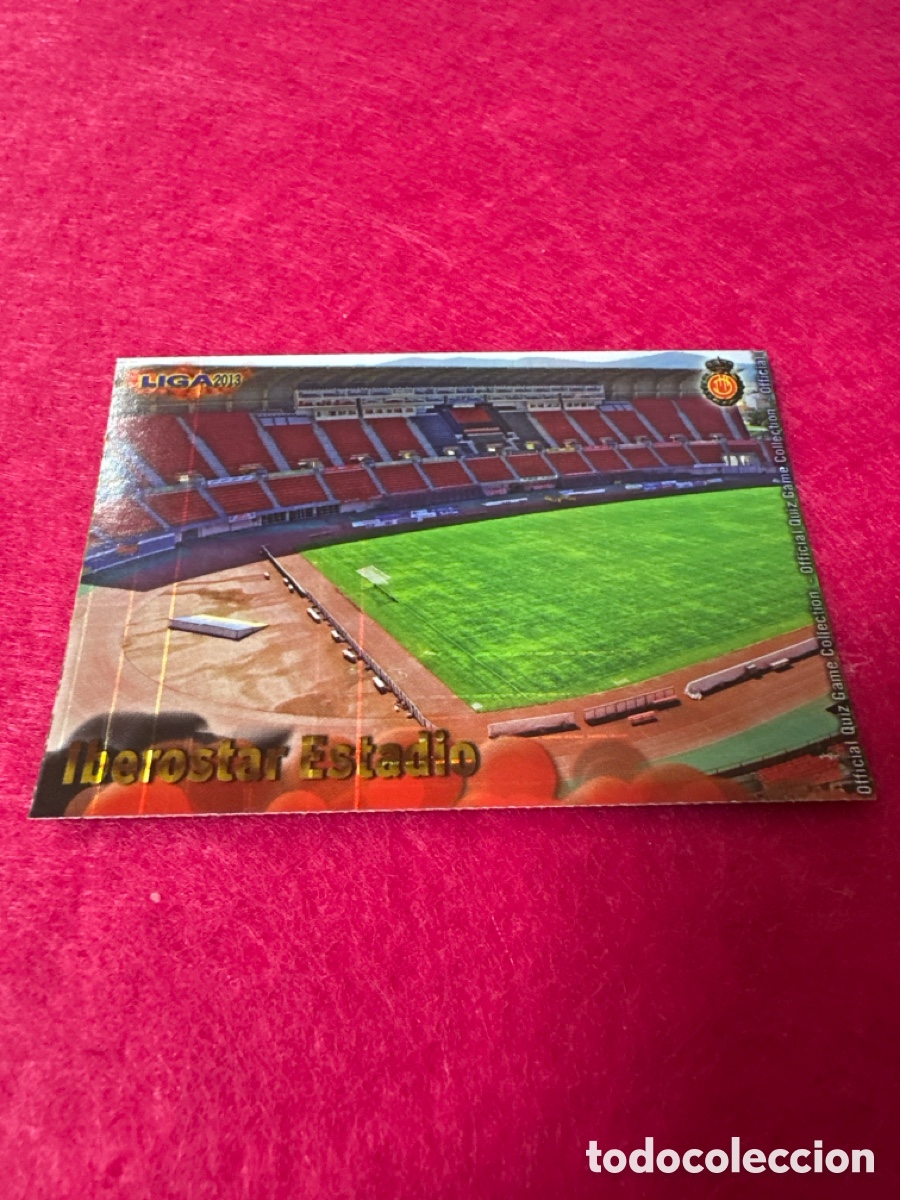 LIGA 2013
Iberostar Estadio
Official Quiz Game Collection - Official Quiz Game Collection - Official
todocoleccion